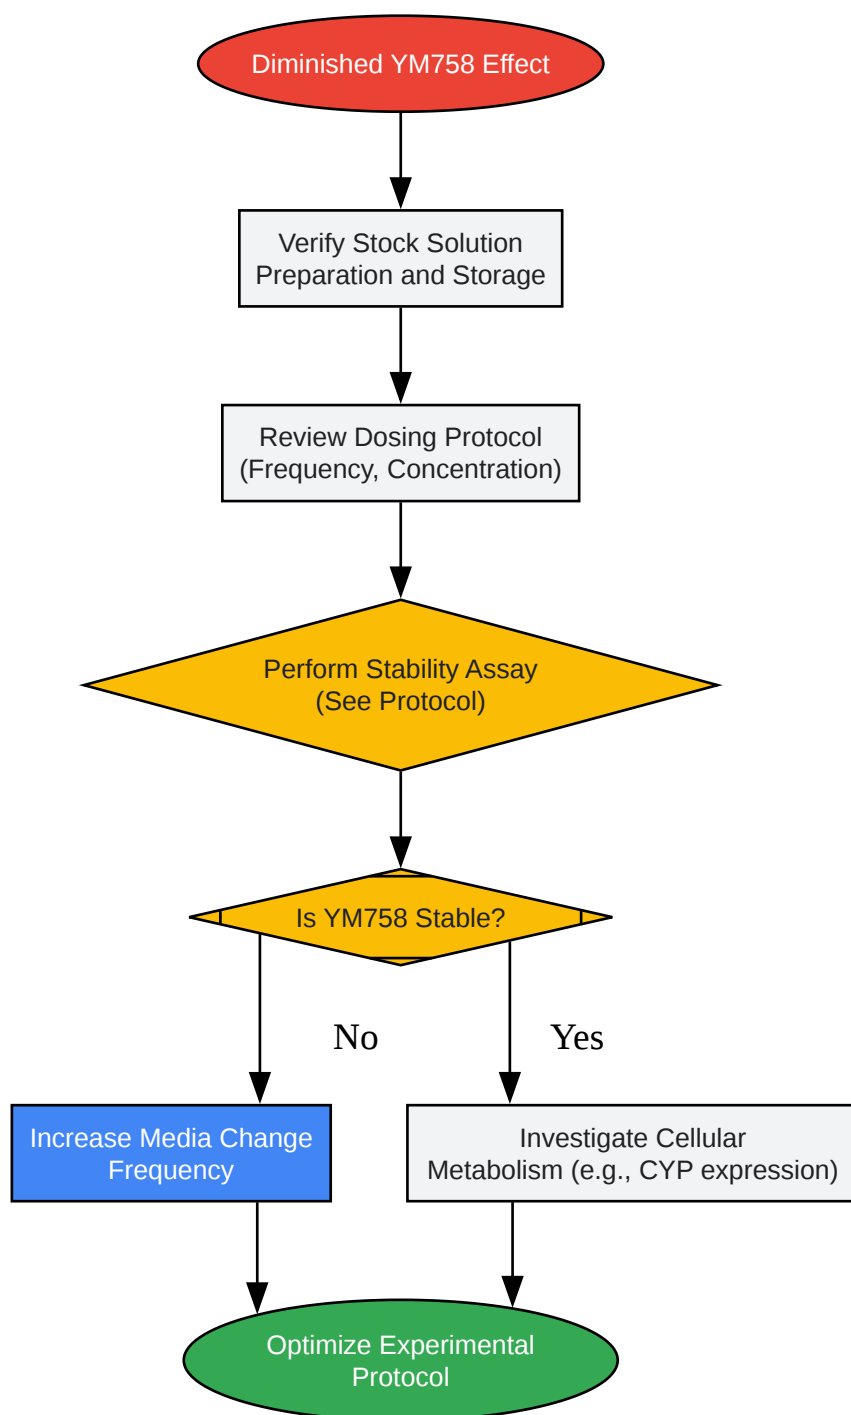 Diminished YM758 Effect
Verify Stock Solution
Preparation and Storage
Review Dosing Protocol
(Frequency, Concentration)
Perform Stability Assay
(See Protocol)
Is YM758 Stable?
No
Yes
Increase Media Change
Frequency
Investigate Cellular
Metabolism (e.g., CYP expression)
Optimize Experimental
Protocol